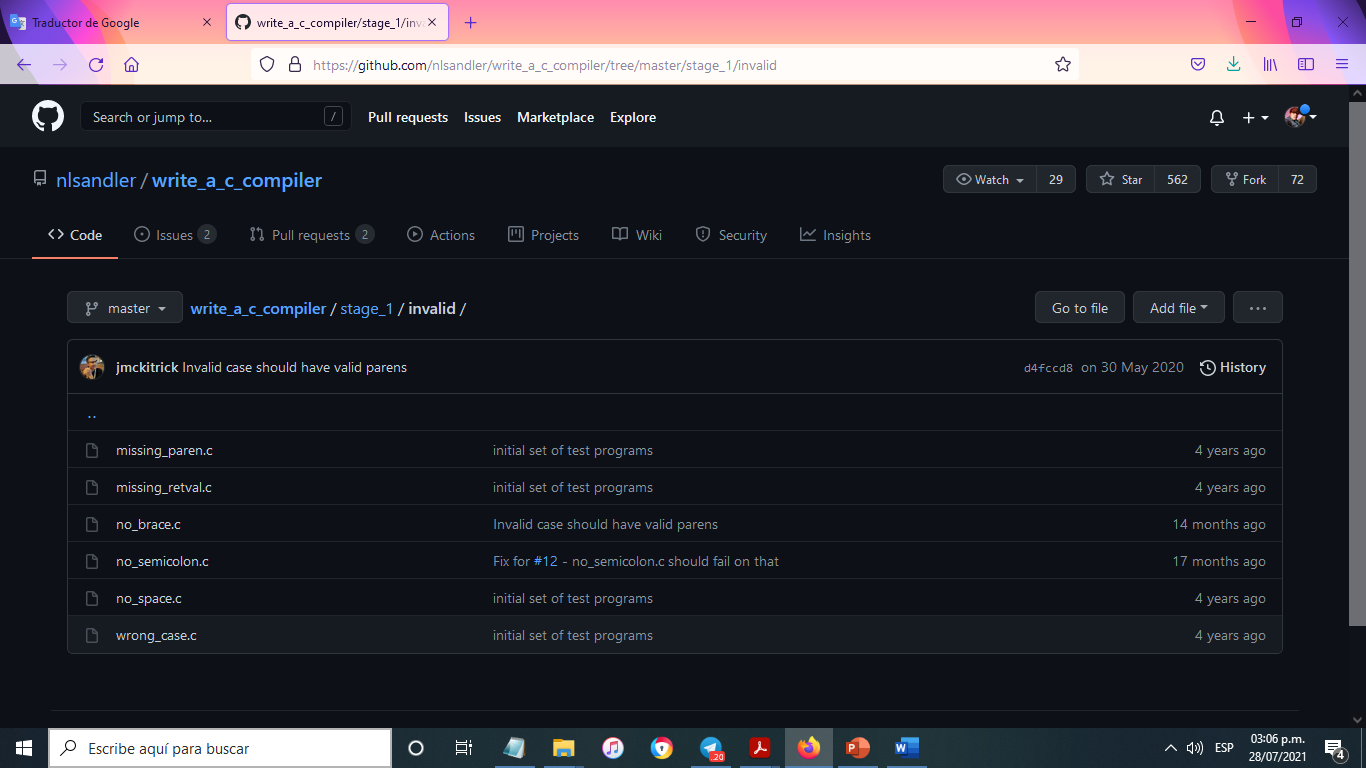 Traductor de Google
write_a_c_compiler/stage_1/inva
https://github.com/nlsandler/write_a_c_compiler/tree/master/stage_1/invalid
Search or jump to... /
Pull requests Issues Marketplace Explore
nlsandler / write_a_c_compiler
Watch 29 Star 562 Fork 72
Code Issues 2 Pull requests 2 Actions Projects Wiki Security Insights
master write_a_c_compiler / stage_1 / invalid / Go to file Add file ...
jmckitrick Invalid case should have valid parens d4fccd8 on 30 May 2020 History
..
missing_paren.c initial set of test programs 4 years ago
missing_retval.c initial set of test programs 4 years ago
no_brace.c Invalid case should have valid parens 14 months ago
no_semicolon.c Fix for #12 - no_semicolon.c should fail on that 17 months ago
no_space.c initial set of test programs 4 years ago
wrong_case.c initial set of test programs 4 years ago
Escribe aquí para buscar
.20
ESP
03:06 p.m.
28/07/2021
4